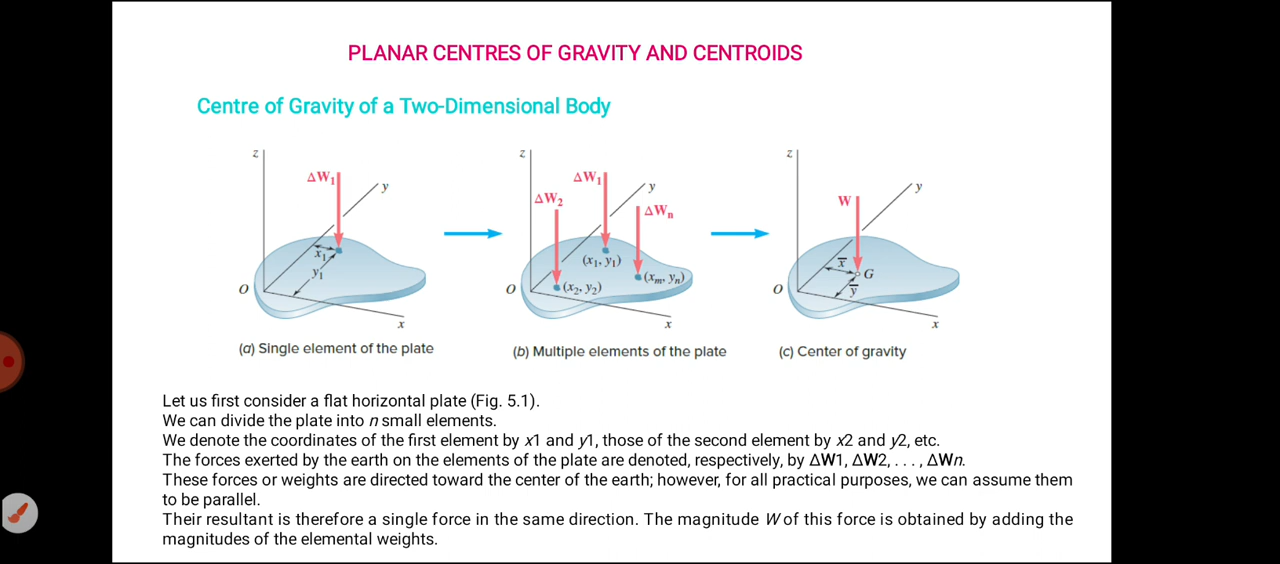 PLANAR CENTRES OF GRAVITY AND CENTROIDS
Centre of Gravity of a Two-Dimensional Body
z
ΔW₁
y
x₁
y₁
O
x
(a) Single element of the plate
z
ΔW₁
ΔW₂
y
ΔWₙ
(x₁, y₁)
(xₘ, yₙ)
(x₂, y₂)
O
x
(b) Multiple elements of the plate
z
W
y
x̅
G
y̅
O
x
(c) Center of gravity
Let us first consider a flat horizontal plate (Fig. 5.1).
We can divide the plate into n small elements.
We denote the coordinates of the first element by x1 and y1, those of the second element by x2 and y2, etc.
The forces exerted by the earth on the elements of the plate are denoted, respectively, by ΔW1, ΔW2, . . . , ΔWn.
These forces or weights are directed toward the center of the earth; however, for all practical purposes, we can assume them
to be parallel.
Their resultant is therefore a single force in the same direction. The magnitude W of this force is obtained by adding the
magnitudes of the elemental weights.